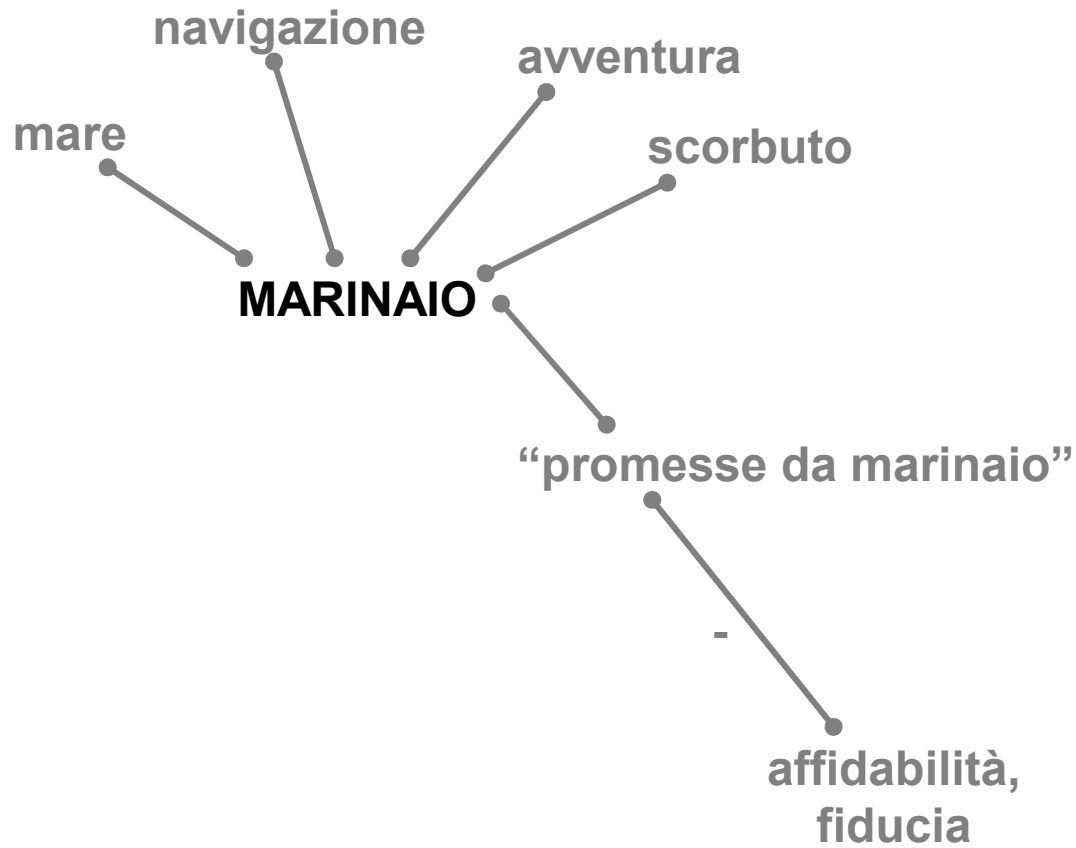 navigazione
avventura
mare
scorbuto
MARINAIO
“promesse da marinaio”
-
affidabilità,
fiducia